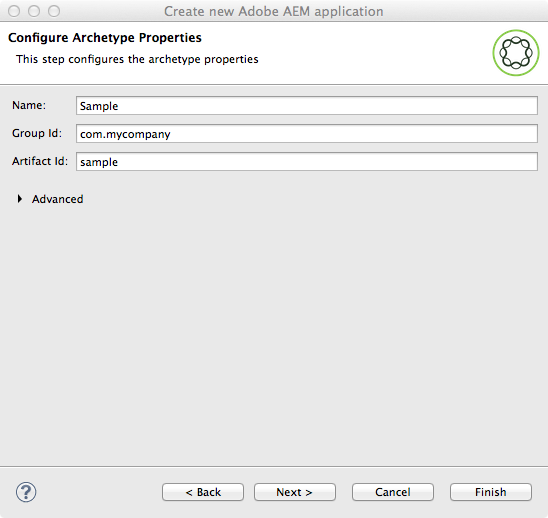 Create new Adobe AEM application
Configure Archetype Properties
This step configures the archetype properties
Name: Sample
Group Id: com.mycompany
Artifact Id: sample
Advanced
? < Back Next > Cancel Finish